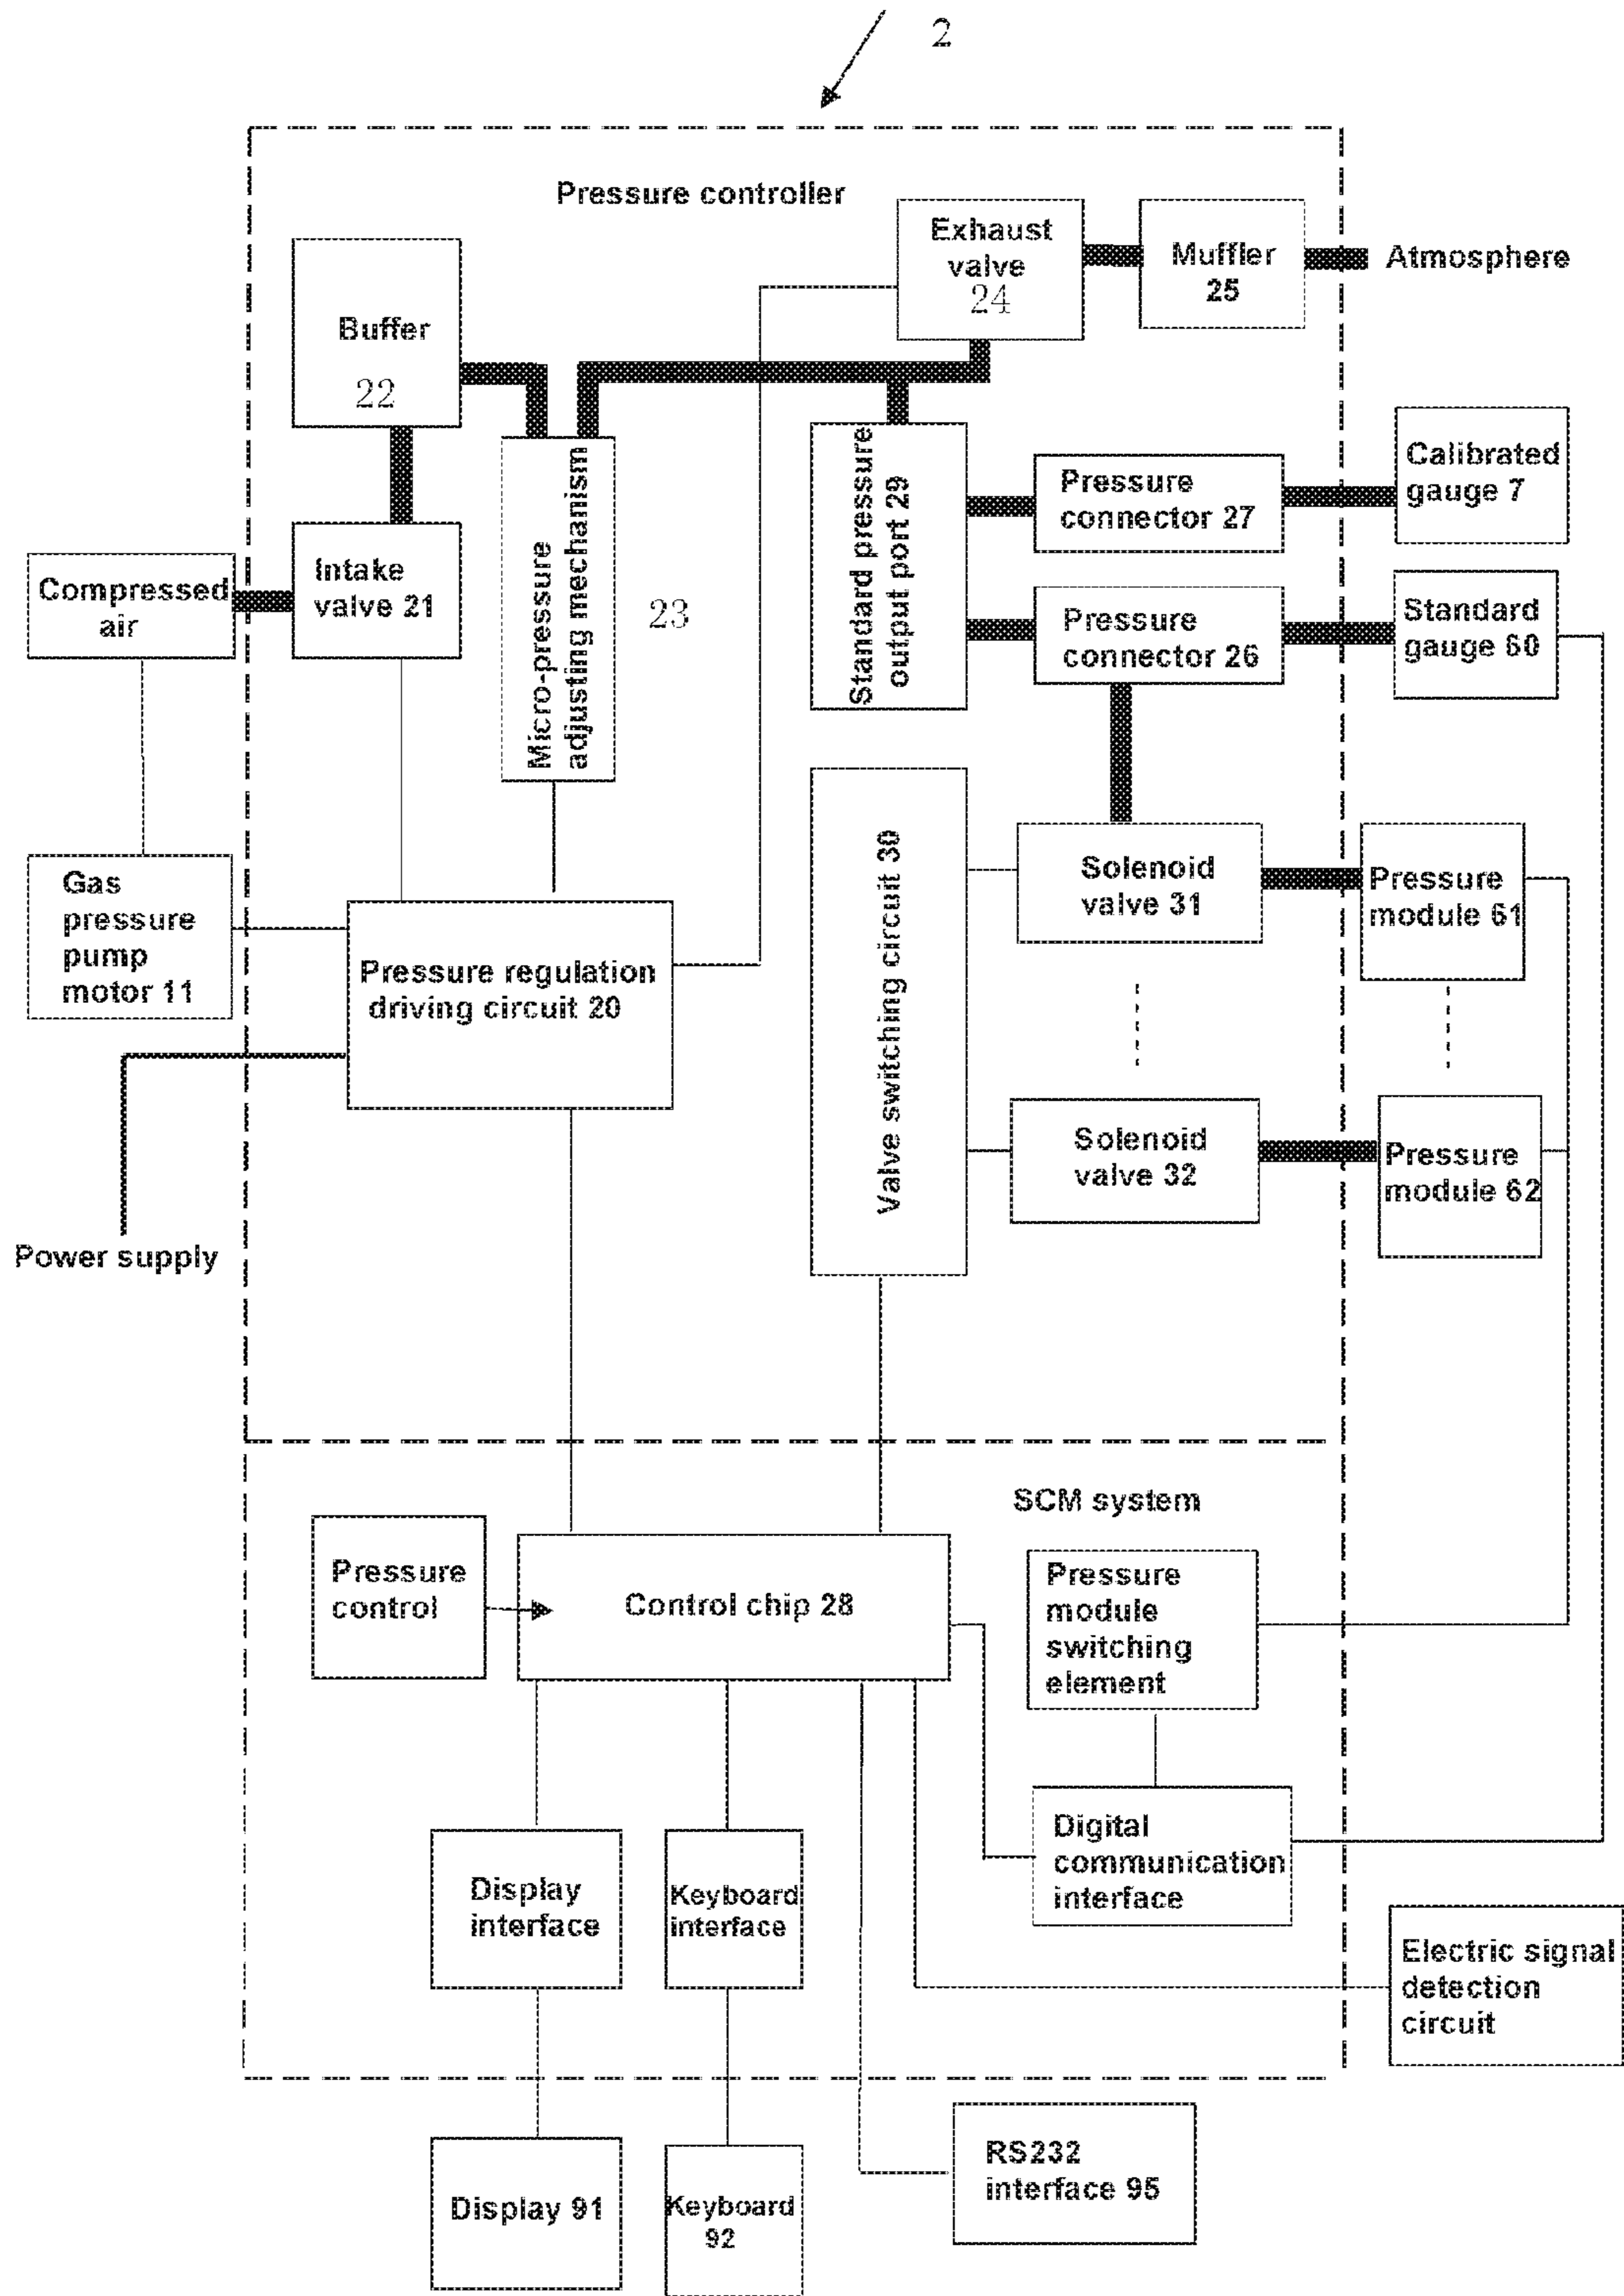 2
Pressure controller
Exhaust
valve
24
Muffler
25
Atmosphere
Buffer
22
Calibrated
gauge 7
Standard pressure
output port 29
Pressure
connector 27
Intake
valve 21
Compressed
air
Micro-pressure
adjusting mechanism
23
Pressure
connector 26
Standard
gauge 60
Gas
pressure
pump
motor 11
Valve switching circuit 30
Solenoid
valve 31
Pressure
module 61
Pressure regulation
driving circuit 20
Solenoid
valve 32
Pressure
module 62
Power supply
SCM system
Pressure
control
Control chip 28
Pressure
module
switching
element
Digital
communication
interface
Display
interface
Keyboard
interface
Electric signal
detection
circuit
RS232
interface 95
Display 91
Keyboard
92